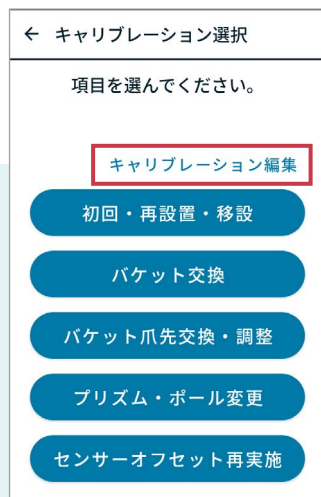 ← キャリブレーション選択
項目を選んでください。
キャリブレーション編集
初回・再設置・移設
バケット交換
バケット爪先交換・調整
プリズム・ポール変更
センサーオフセット再実施